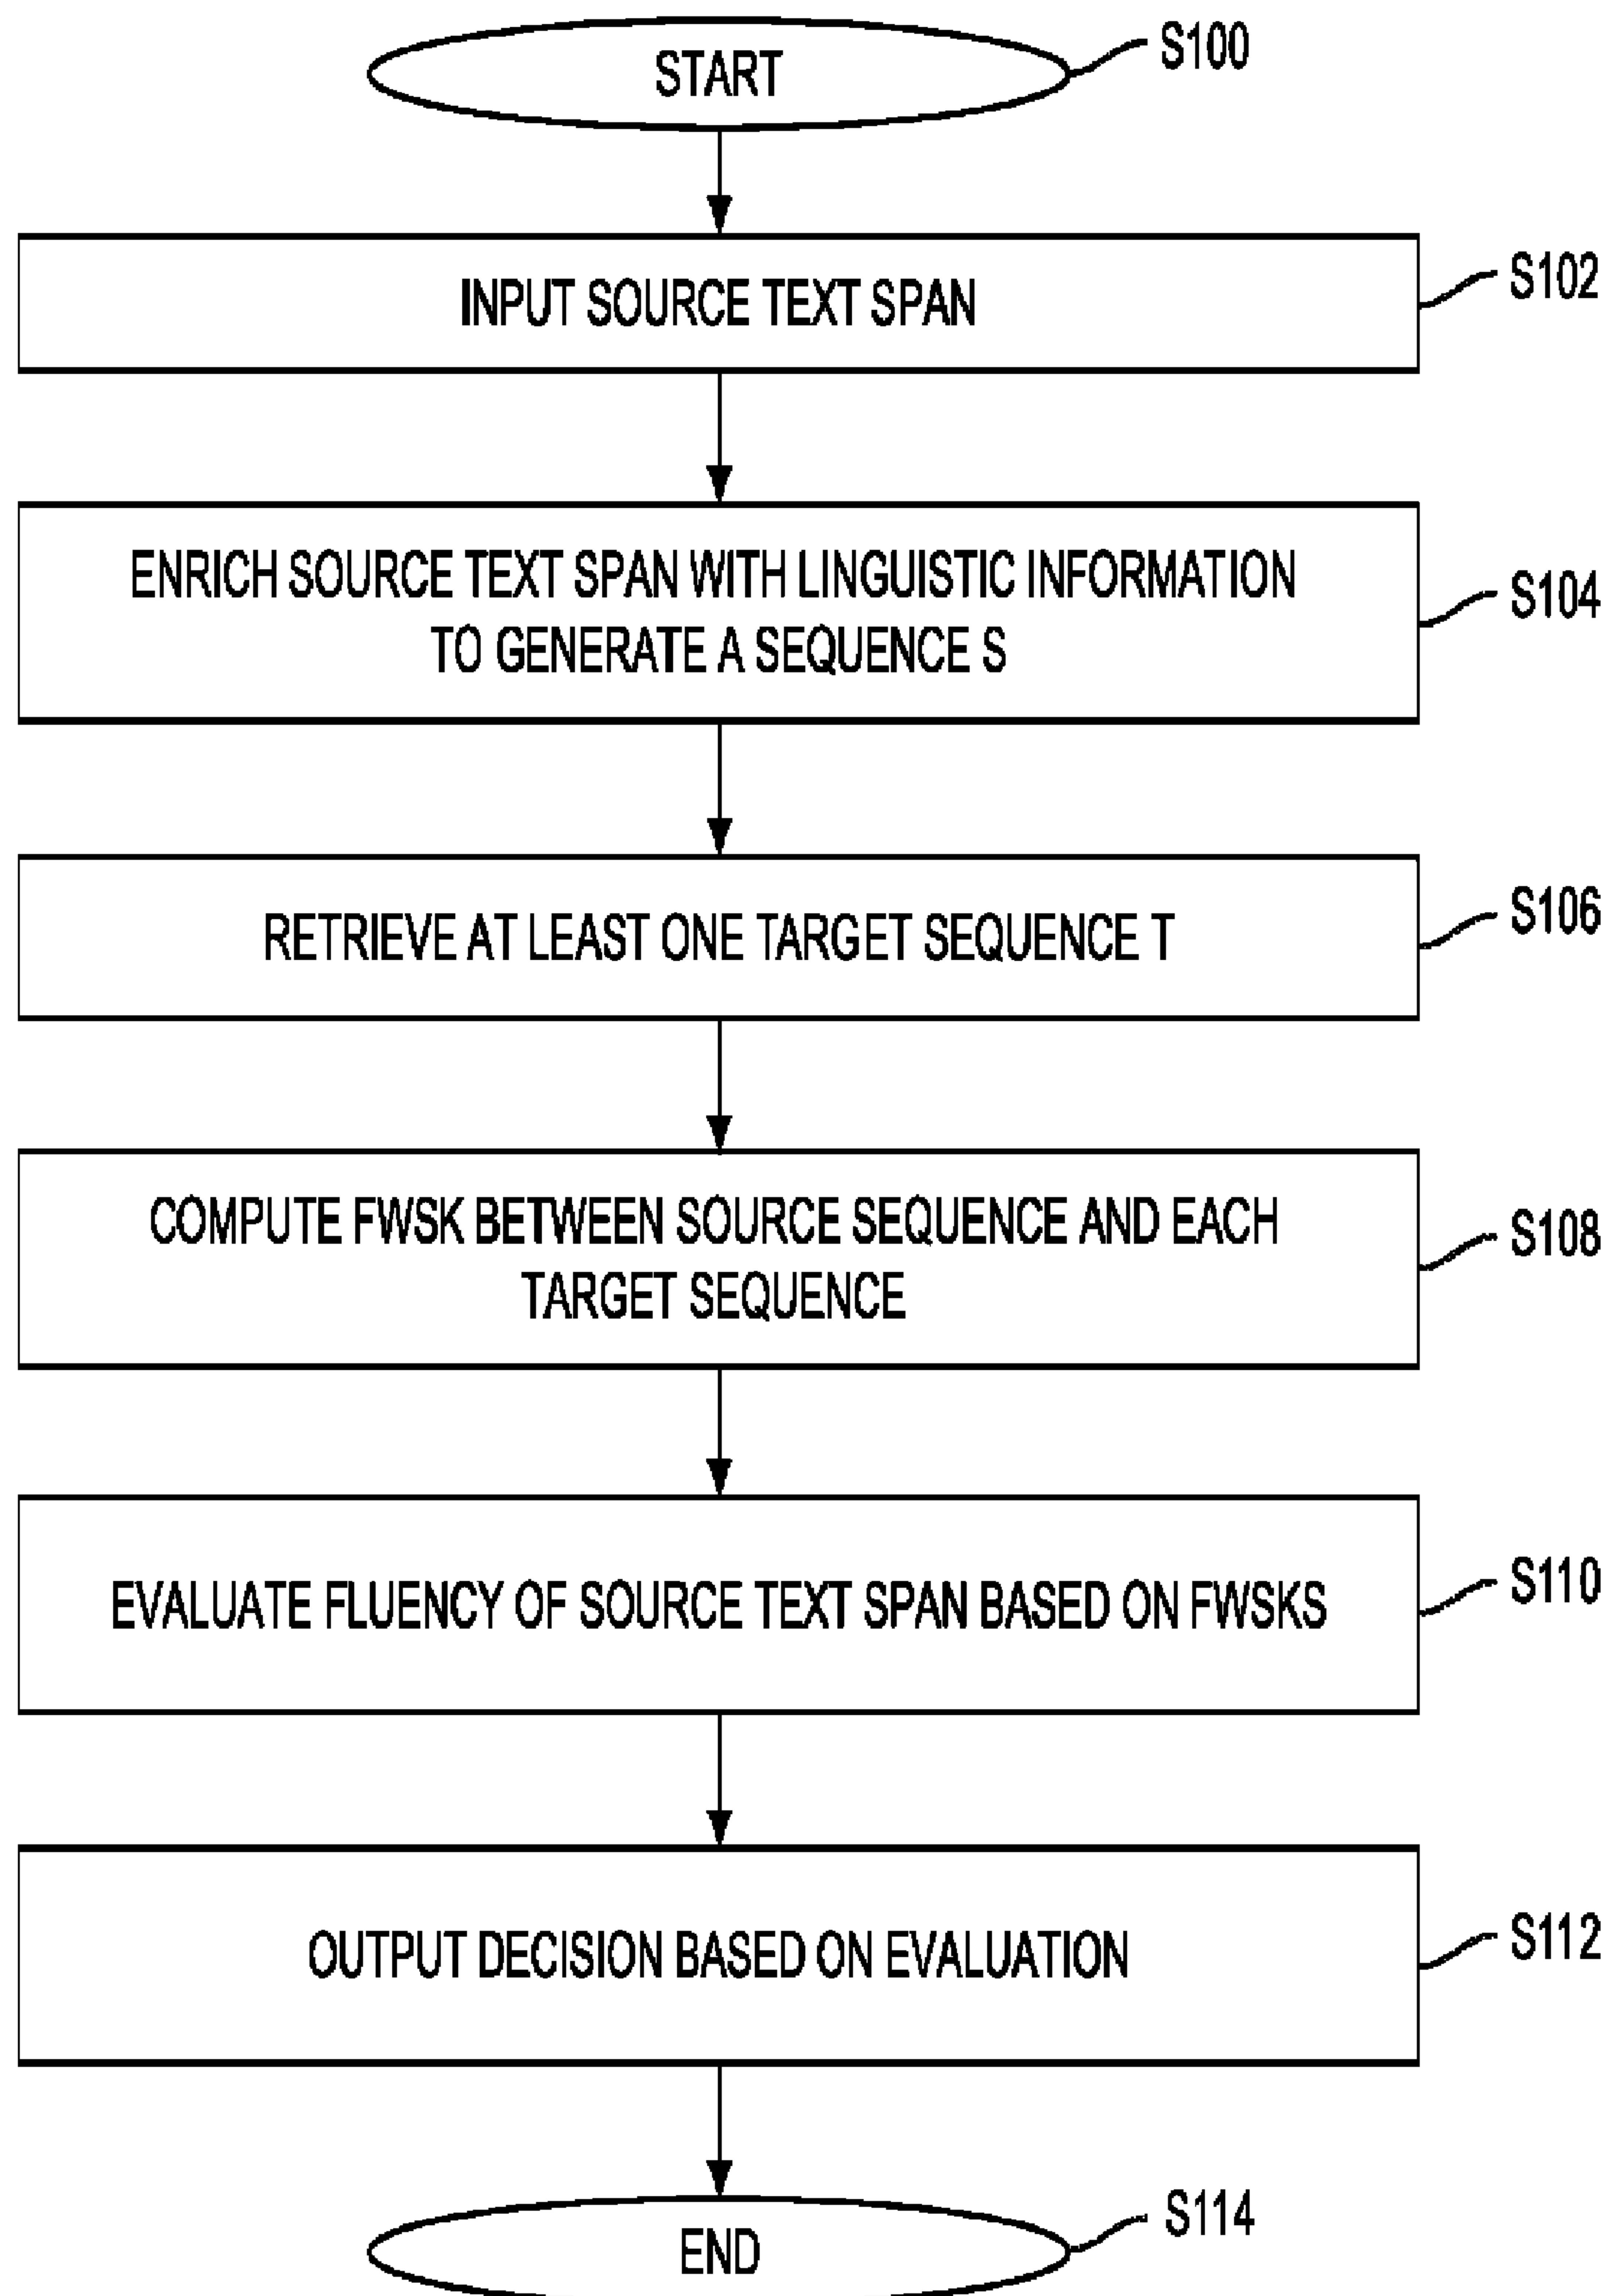 START
S100
INPUT SOURCE TEXT SPAN
S102
ENRICH SOURCE TEXT SPAN WITH LINGUISTIC INFORMATION
TO GENERATE A SEQUENCE S
S104
RETRIEVE AT LEAST ONE TARGET SEQUENCE T
S106
COMPUTE FWSK BETWEEN SOURCE SEQUENCE AND EACH
TARGET SEQUENCE
S108
EVALUATE FLUENCY OF SOURCE TEXT SPAN BASED ON FWSKS
S110
OUTPUT DECISION BASED ON EVALUATION
S112
END
S114